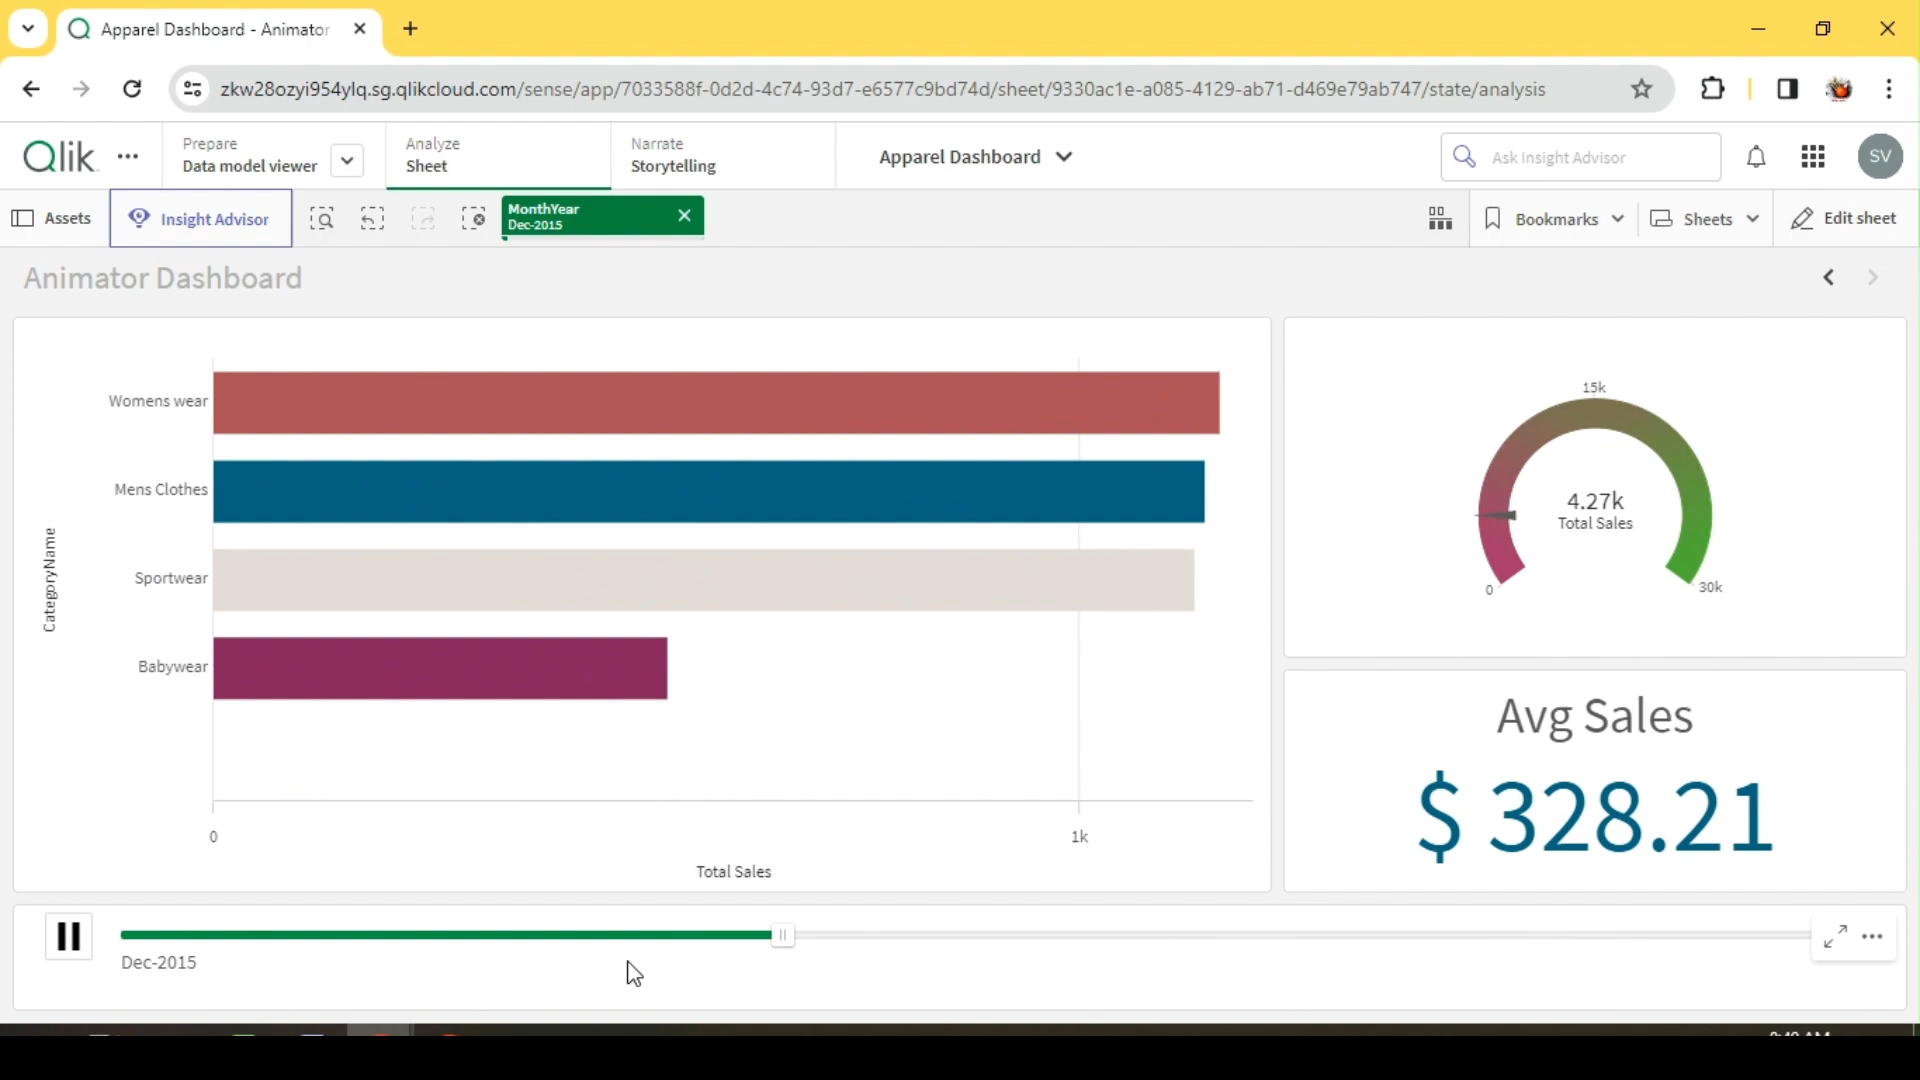 Apparel Dashboard - Animator
zkw28ozyi954ylq.sg.qlikcloud.com/sense/app/7033588f-0d2d-4c74-93d7-e6577c9bd74d/sheet/9330ac1e-a085-4129-ab71-d469e79ab747/state/analysis
Qlik
Prepare
Data model viewer
Analyze
Sheet
Narrate
Storytelling
Apparel Dashboard
Ask Insight Advisor
SV
Assets
Insight Advisor
MonthYear
Dec-2015
Bookmarks
Sheets
Edit sheet
Animator Dashboard
CategoryName
Womens wear
Mens Clothes
Sportwear
Babywear
0
1k
Total Sales
15k
4.27k
Total Sales
0
30k
Avg Sales
$ 328.21
Dec-2015